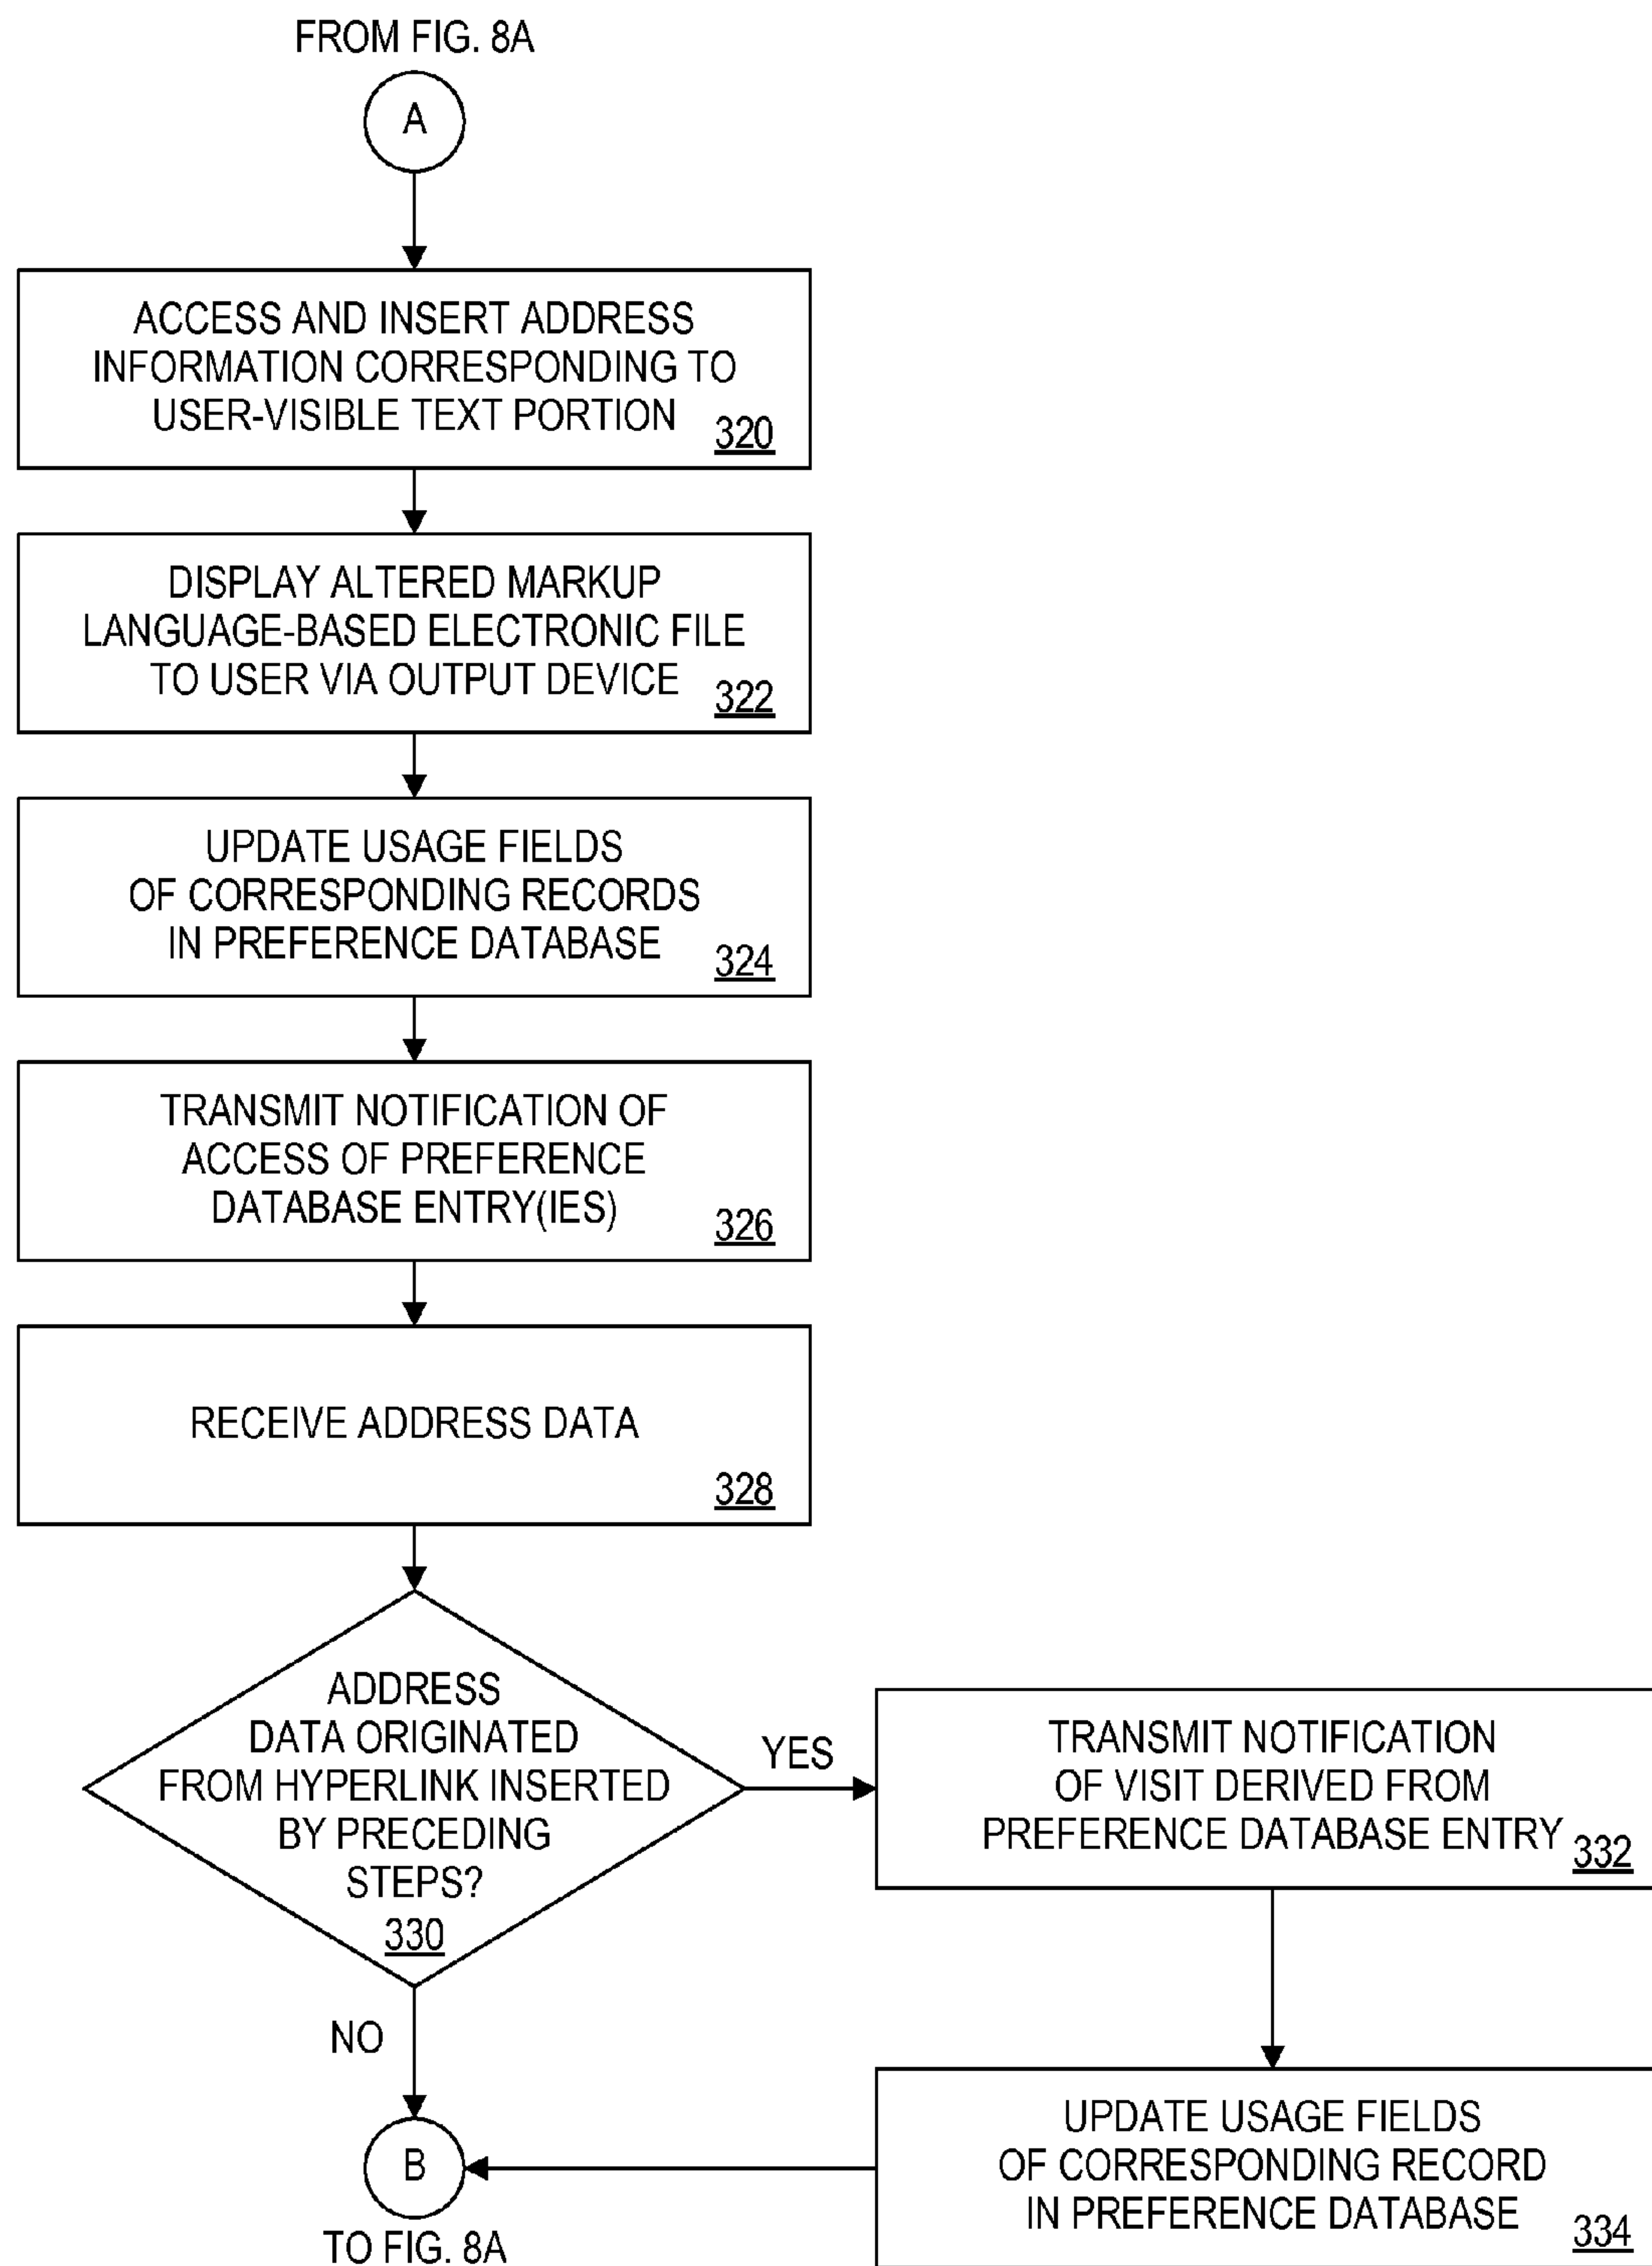 FROM FIG. 8A
A
ACCESS AND INSERT ADDRESS
INFORMATION CORRESPONDING TO
USER-VISIBLE TEXT PORTION
320
DISPLAY ALTERED MARKUP
LANGUAGE-BASED ELECTRONIC FILE
TO USER VIA OUTPUT DEVICE
322
UPDATE USAGE FIELDS
OF CORRESPONDING RECORDS
IN PREFERENCE DATABASE
324
TRANSMIT NOTIFICATION OF
ACCESS OF PREFERENCE
DATABASE ENTRY(IES)
326
RECEIVE ADDRESS DATA
328
ADDRESS
DATA ORIGINATED
FROM HYPERLINK INSERTED
BY PRECEDING
STEPS?
330
YES
TRANSMIT NOTIFICATION
OF VISIT DERIVED FROM
PREFERENCE DATABASE ENTRY
332
NO
UPDATE USAGE FIELDS
OF CORRESPONDING RECORD
IN PREFERENCE DATABASE
334
B
TO FIG. 8A